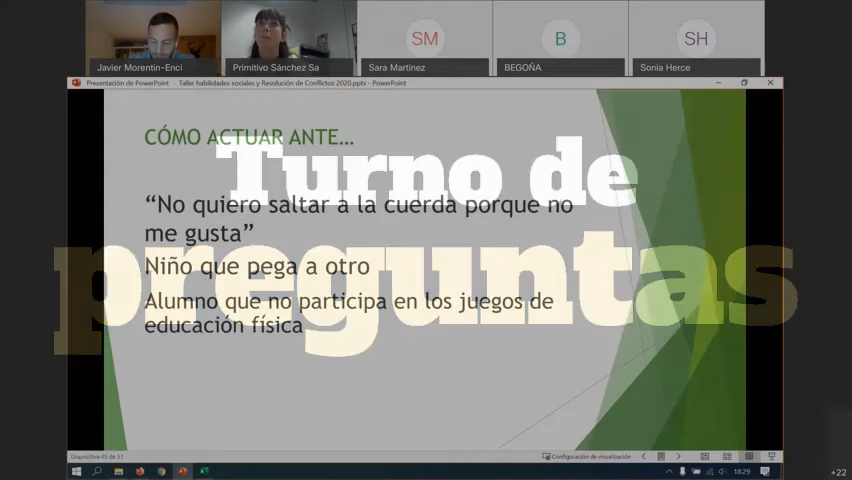 SM
B
SH
Javier Morentin-Enci
Primitivo Sánchez Sa
Sara Martinez
BEGOÑA
Sonia Herce
Presentación de PowerPoint - Taller habilidades sociales y Resolución de Conflictos 2020.pptx - PowerPoint
CÓMO ACTUAR ANTE...
Turno de
preguntas
“No quiero saltar a la cuerda porque no
me gusta”
Niño que pega a otro
Alumno que no participa en los juegos de
educación física
Diapositiva 45 de 51
Configuración de visualización
18:29
+22